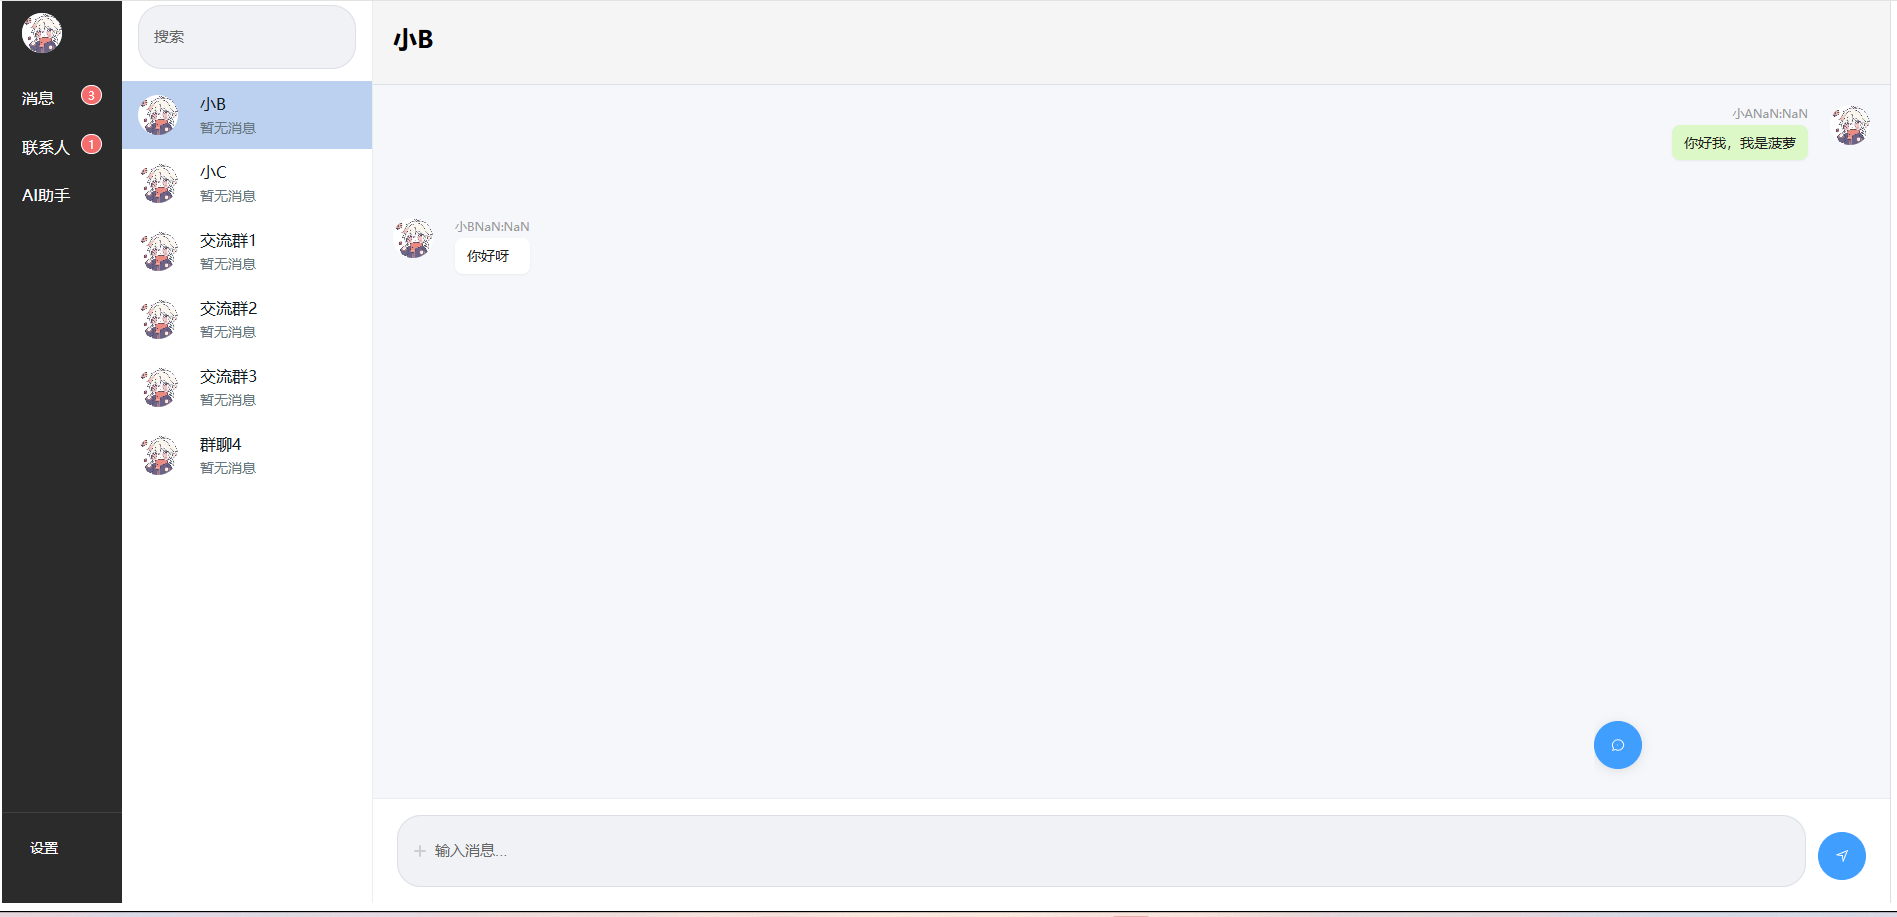 消息 3
联系人 1
AI助手
设置
搜索
小B
暂无消息
小C
暂无消息
交流群1
暂无消息
交流群2
暂无消息
交流群3
暂无消息
群聊4
暂无消息
小B
小ANaN:NaN
你好我，我是菠萝
小BNaN:NaN
你好呀
输入消息...